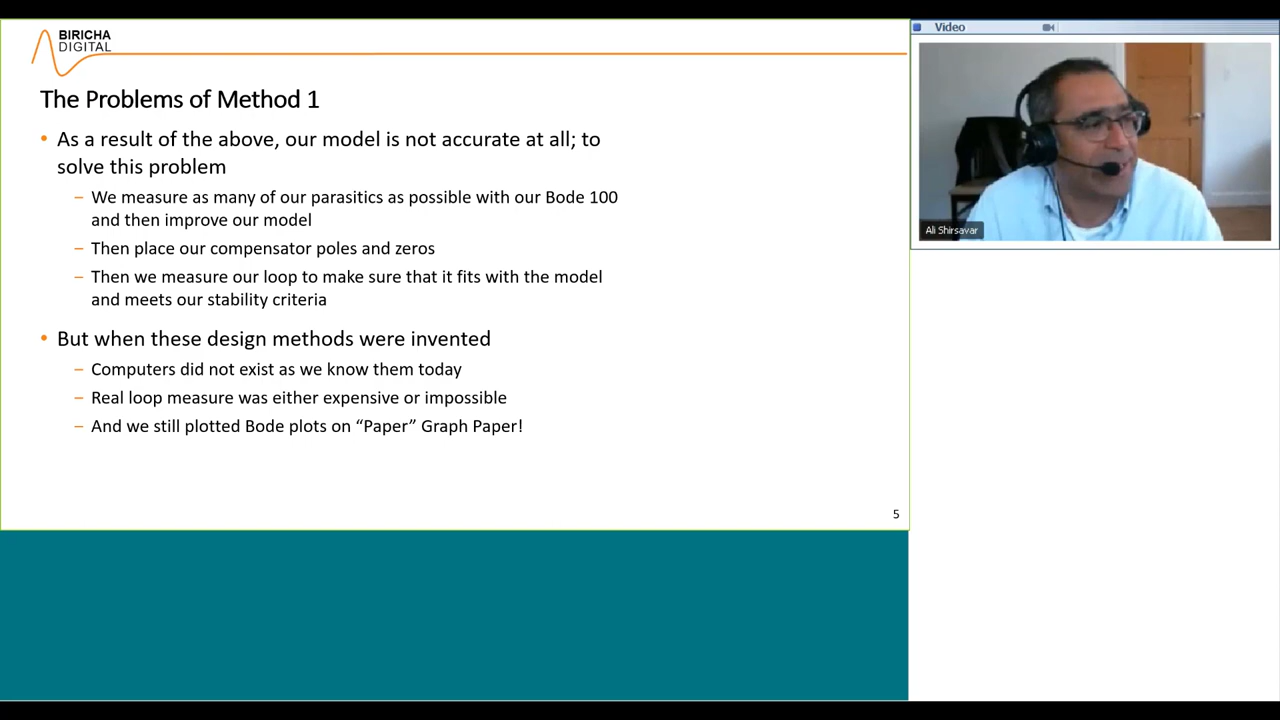 BIRICHA
DIGITAL
The Problems of Method 1
• As a result of the above, our model is not accurate at all; to
solve this problem
– We measure as many of our parasitics as possible with our Bode 100
and then improve our model
– Then place our compensator poles and zeros
– Then we measure our loop to make sure that it fits with the model
and meets our stability criteria
• But when these design methods were invented
– Computers did not exist as we know them today
– Real loop measure was either expensive or impossible
– And we still plotted Bode plots on “Paper” Graph Paper!
5
Video
Ali Shirsavar